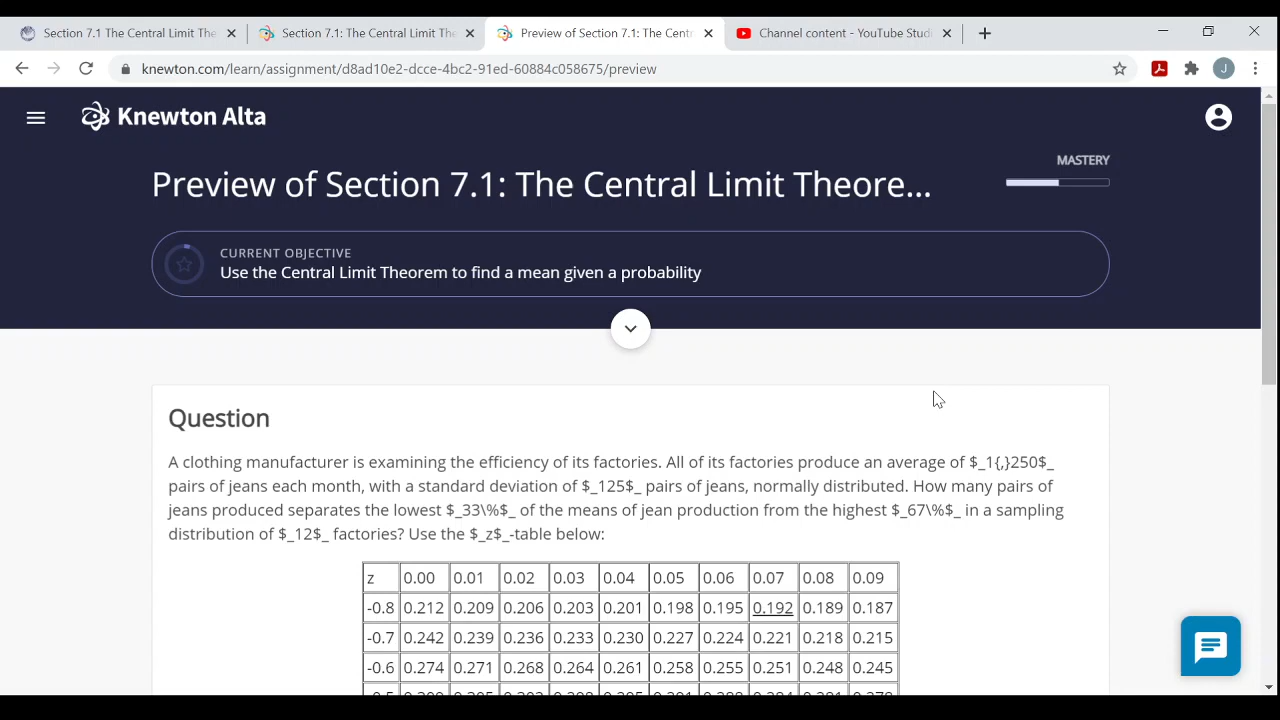 Section 7.1 The Central Limit The
Section 7.1: The Central Limit The
Preview of Section 7.1: The Centr
Channel content - YouTube Studi
knewton.com/learn/assignment/d8ad10e2-dcce-4bc2-91ed-60884c058675/preview
J
Knewton Alta
MASTERY
Preview of Section 7.1: The Central Limit Theore...
CURRENT OBJECTIVE
Use the Central Limit Theorem to find a mean given a probability
Question
A clothing manufacturer is examining the efficiency of its factories. All of its factories produce an average of $_1{,}250$_
pairs of jeans each month, with a standard deviation of $_125$_ pairs of jeans, normally distributed. How many pairs of
jeans produced separates the lowest $_33\%$_ of the means of jean production from the highest $_67\%$_ in a sampling
distribution of $_12$_ factories? Use the $_z$_-table below:
z 0.00 0.01 0.02 0.03 0.04 0.05 0.06 0.07 0.08 0.09
-0.8 0.212 0.209 0.206 0.203 0.201 0.198 0.195 0.192 0.189 0.187
-0.7 0.242 0.239 0.236 0.233 0.230 0.227 0.224 0.221 0.218 0.215
-0.6 0.274 0.271 0.268 0.264 0.261 0.258 0.255 0.251 0.248 0.245